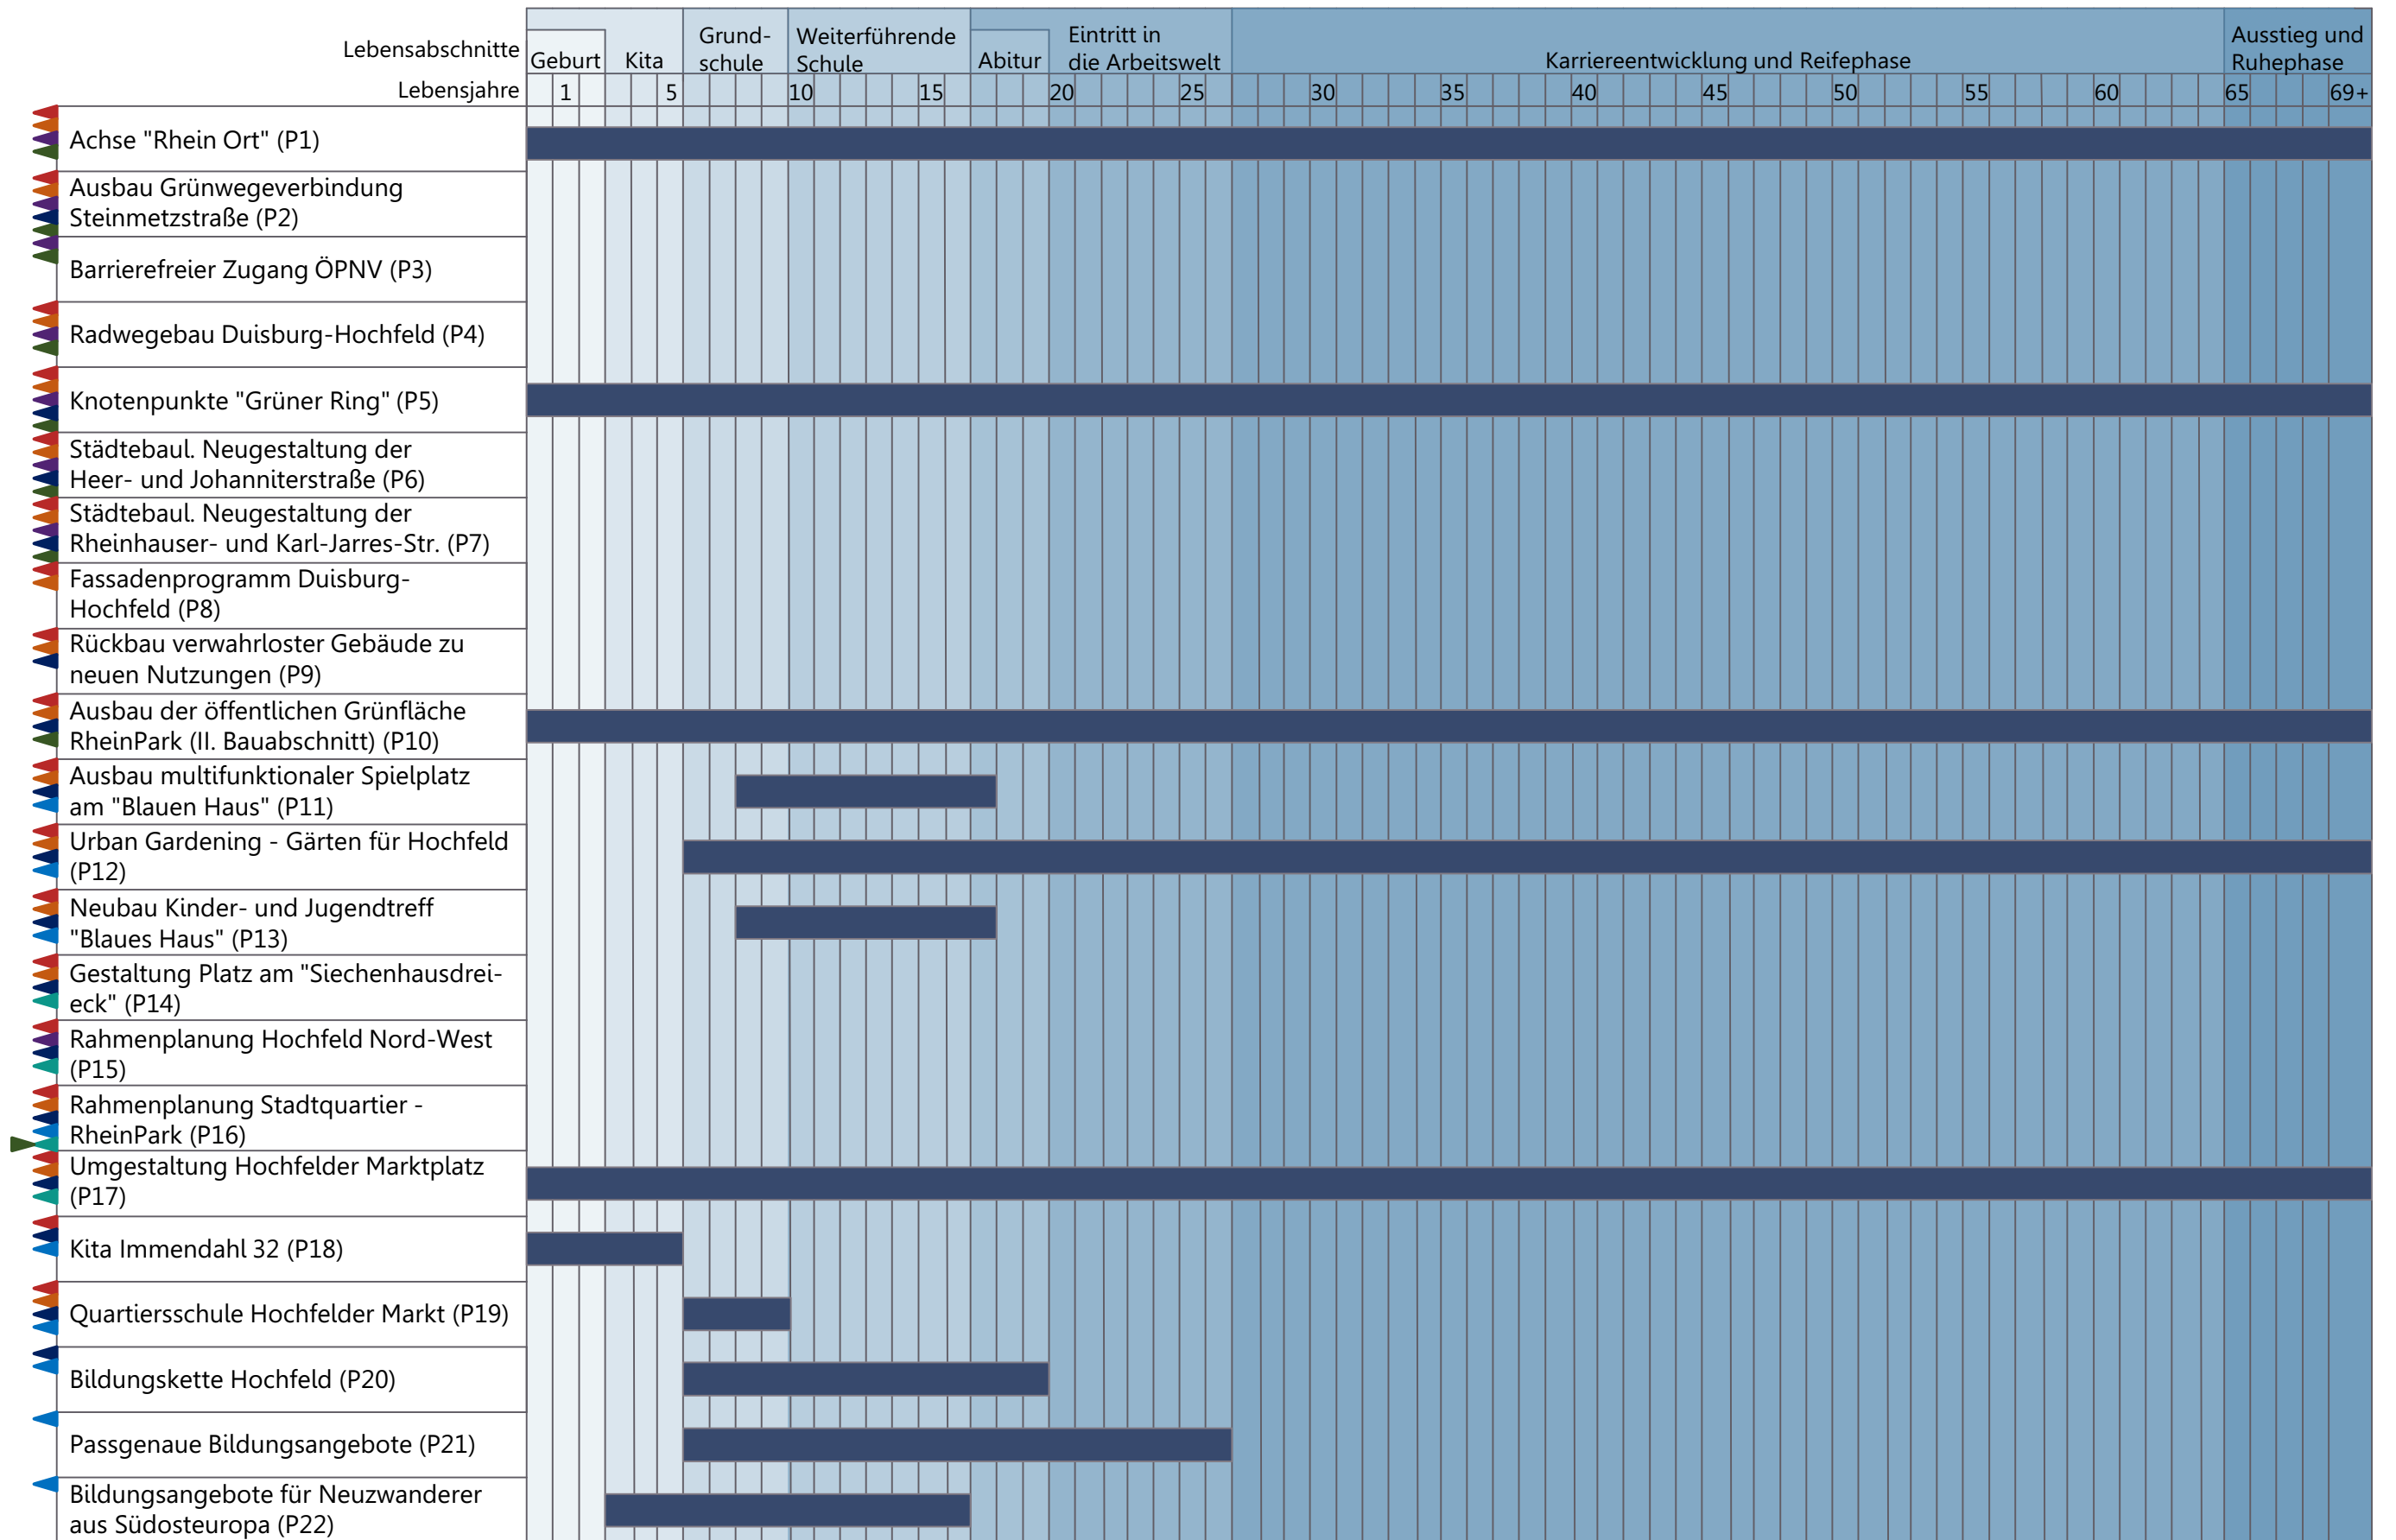 Lebensabschnitte
Geburt
Kita
Grund-
schule
Weiterführende
Schule
Abitur
Eintritt in
die Arbeitswelt
Karriereentwicklung und Reifephase
Ausstieg und
Ruhephase
Lebensjahre
1 5 10 15 20 25 30 35 40 45 50 55 60 65 69+
Achse "Rhein Ort" (P1)
Ausbau Grünwegeverbindung
Steinmetzstraße (P2)
Barrierefreier Zugang ÖPNV (P3)
Radwegebau Duisburg-Hochfeld (P4)
Knotenpunkte "Grüner Ring" (P5)
Städtebaul. Neugestaltung der
Heer- und Johanniterstraße (P6)
Städtebaul. Neugestaltung der
Rheinhauser- und Karl-Jarres-Str. (P7)
Fassadenprogramm Duisburg-
Hochfeld (P8)
Rückbau verwahrloster Gebäude zu
neuen Nutzungen (P9)
Ausbau der öffentlichen Grünfläche
RheinPark (II. Bauabschnitt) (P10)
Ausbau multifunktionaler Spielplatz
am "Blauen Haus" (P11)
Urban Gardening - Gärten für Hochfeld
(P12)
Neubau Kinder- und Jugendtreff
"Blaues Haus" (P13)
Gestaltung Platz am "Siechenhausdrei-
eck" (P14)
Rahmenplanung Hochfeld Nord-West
(P15)
Rahmenplanung Stadtquartier -
RheinPark (P16)
Umgestaltung Hochfelder Marktplatz
(P17)
Kita Immendahl 32 (P18)
Quartiersschule Hochfelder Markt (P19)
Bildungskette Hochfeld (P20)
Passgenaue Bildungsangebote (P21)
Bildungsangebote für Neuzwanderer
aus Südosteuropa (P22)